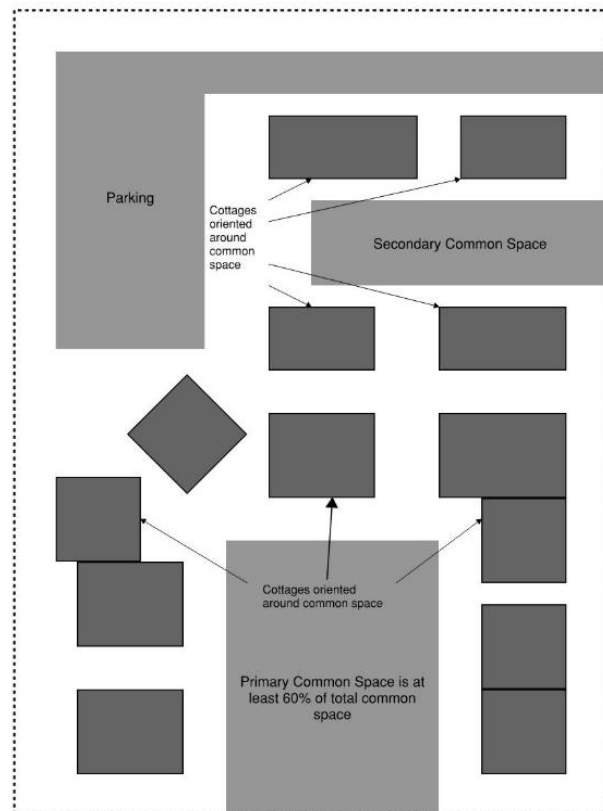 Parking
Cottages
oriented
around
common
space
Secondary Common Space
Cottages oriented
around common space
Primary Common Space is at
least 60% of total common
space